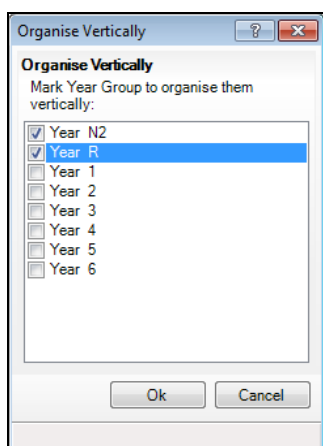 Organise Vertically
Organise Vertically
Mark Year Group to organise them
vertically:
Year N2
Year R
Year 1
Year 2
Year 3
Year 4
Year 5
Year 6
Ok Cancel